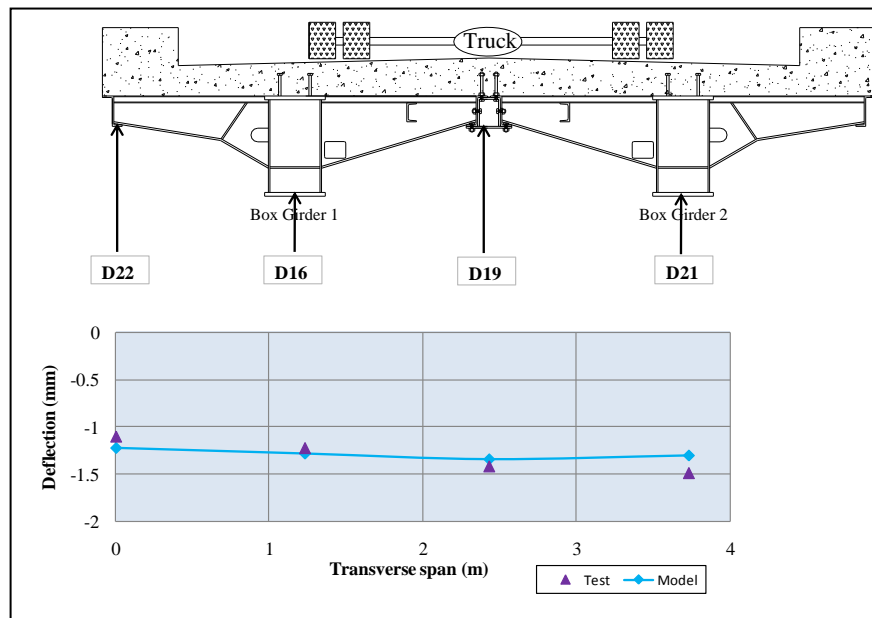 Truck
Box Girder 1
Box Girder 2
D22
D16
D19
D21
0
-0.5
-1
-1.5
-2
Deflection (mm)
0
1
2
3
4
Transverse span (m)
Test
Model